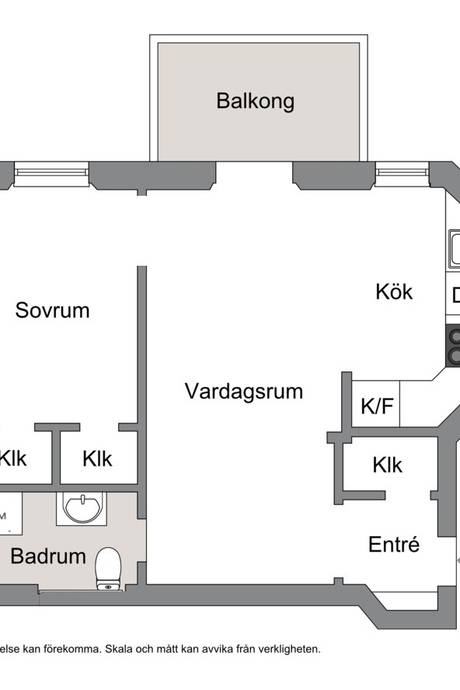 Balkong
Sovrum
Kök
D
Vardagsrum
K/F
Klk
Klk
Klk
M
Badrum
Entré
else kan förekomma. Skala och mått kan avvika från verkligheten.